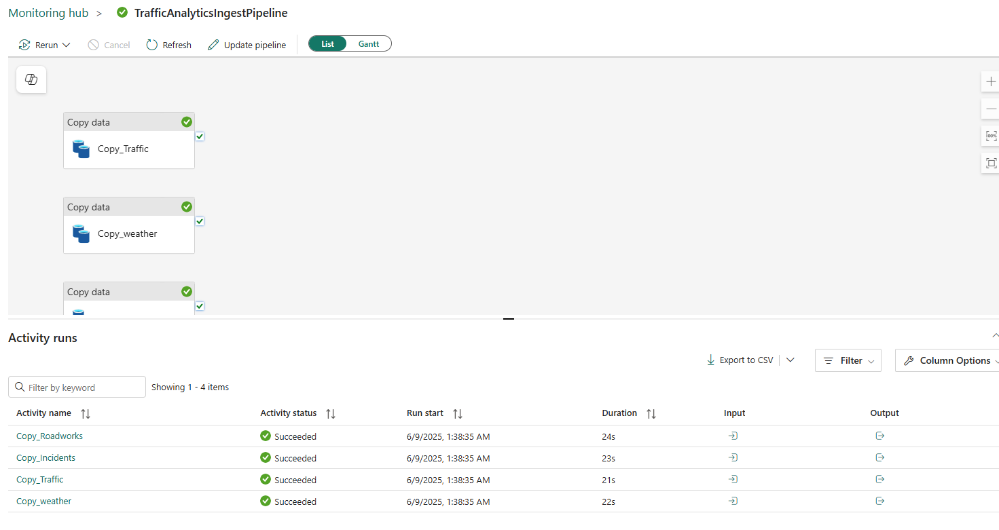 Monitoring hub > TrafficAnalyticsIngestPipeline
Rerun Cancel Refresh Update pipeline List Gantt
Copy data
Copy_Traffic
Copy data
Copy_weather
Copy data
100%
Activity runs
Export to CSV Filter Column Options
Filter by keyword Showing 1 - 4 items
Activity name Activity status Run start Duration Input Output
Copy_Roadworks Succeeded 6/9/2025, 1:38:35 AM 24s
Copy_Incidents Succeeded 6/9/2025, 1:38:35 AM 23s
Copy_Traffic Succeeded 6/9/2025, 1:38:35 AM 21s
Copy_weather Succeeded 6/9/2025, 1:38:35 AM 22s